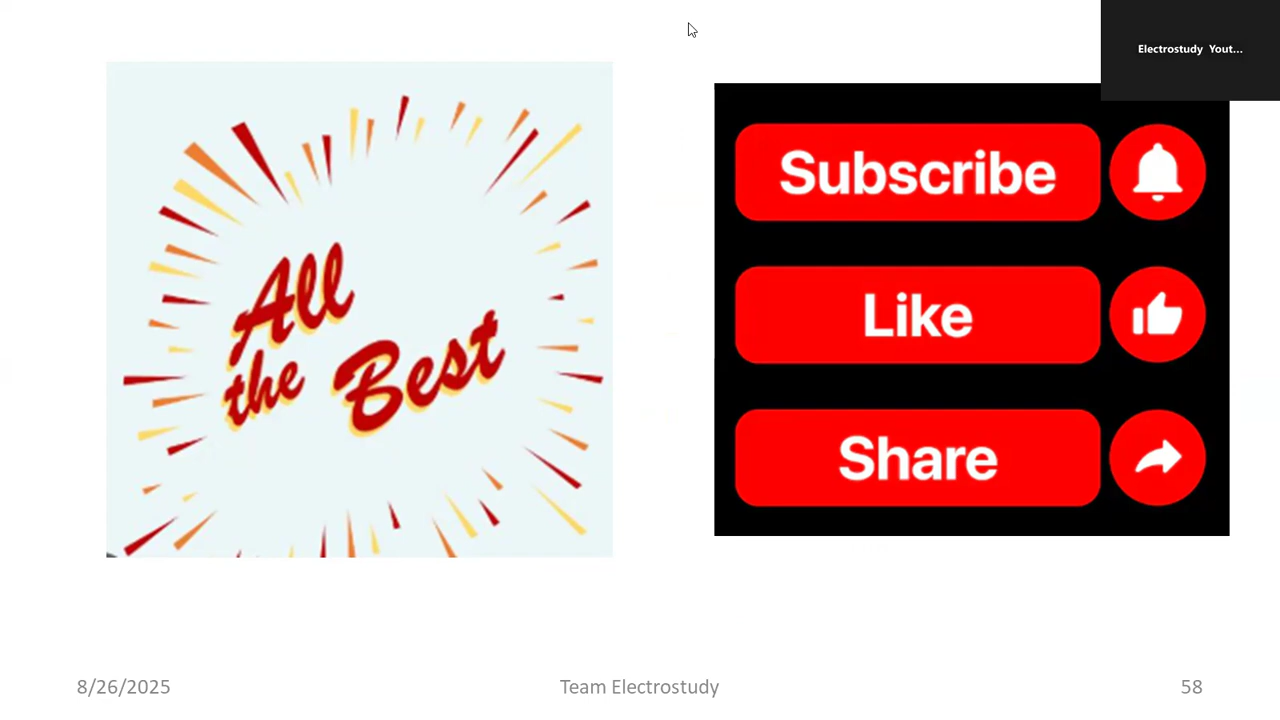 Electrostudy Yout...
All
the Best
Subscribe
Like
Share
8/26/2025
Team Electrostudy
58